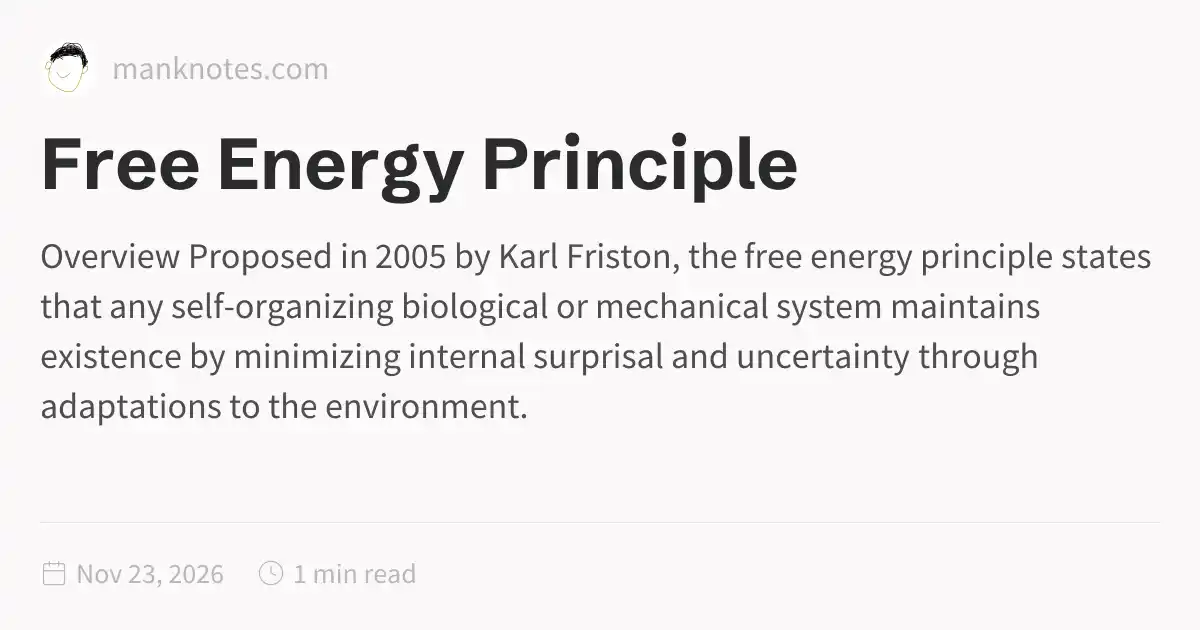 manknotes.com
Free Energy Principle
Overview Proposed in 2005 by Karl Friston, the free energy principle states
that any self-organizing biological or mechanical system maintains
existence by minimizing internal surprisal and uncertainty through
adaptations to the environment.
Nov 23, 2026 1 min read